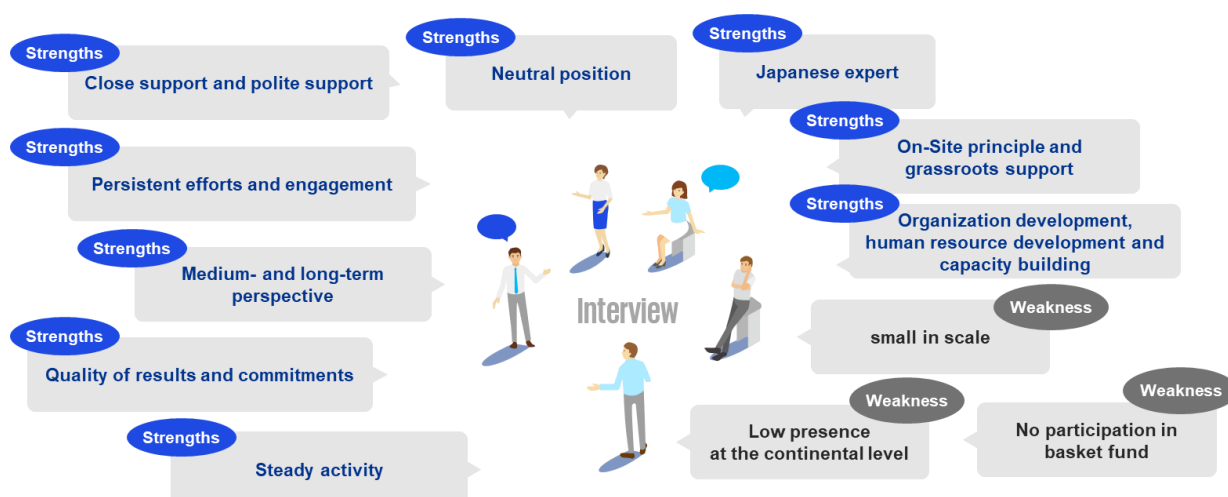 Strengths
Close support and polite support
Strengths
Neutral position
Strengths
Japanese expert
Strengths
Persistent efforts and engagement
Strengths
On-Site principle and
grassroots support
Strengths
Organization development,
human resource development and
capacity building
Strengths
Medium- and long-term
perspective
Interview
Weakness
small in scale
Strengths
Quality of results and commitments
Weakness
Low presence
at the continental level
Weakness
No participation in
basket fund
Strengths
Steady activity